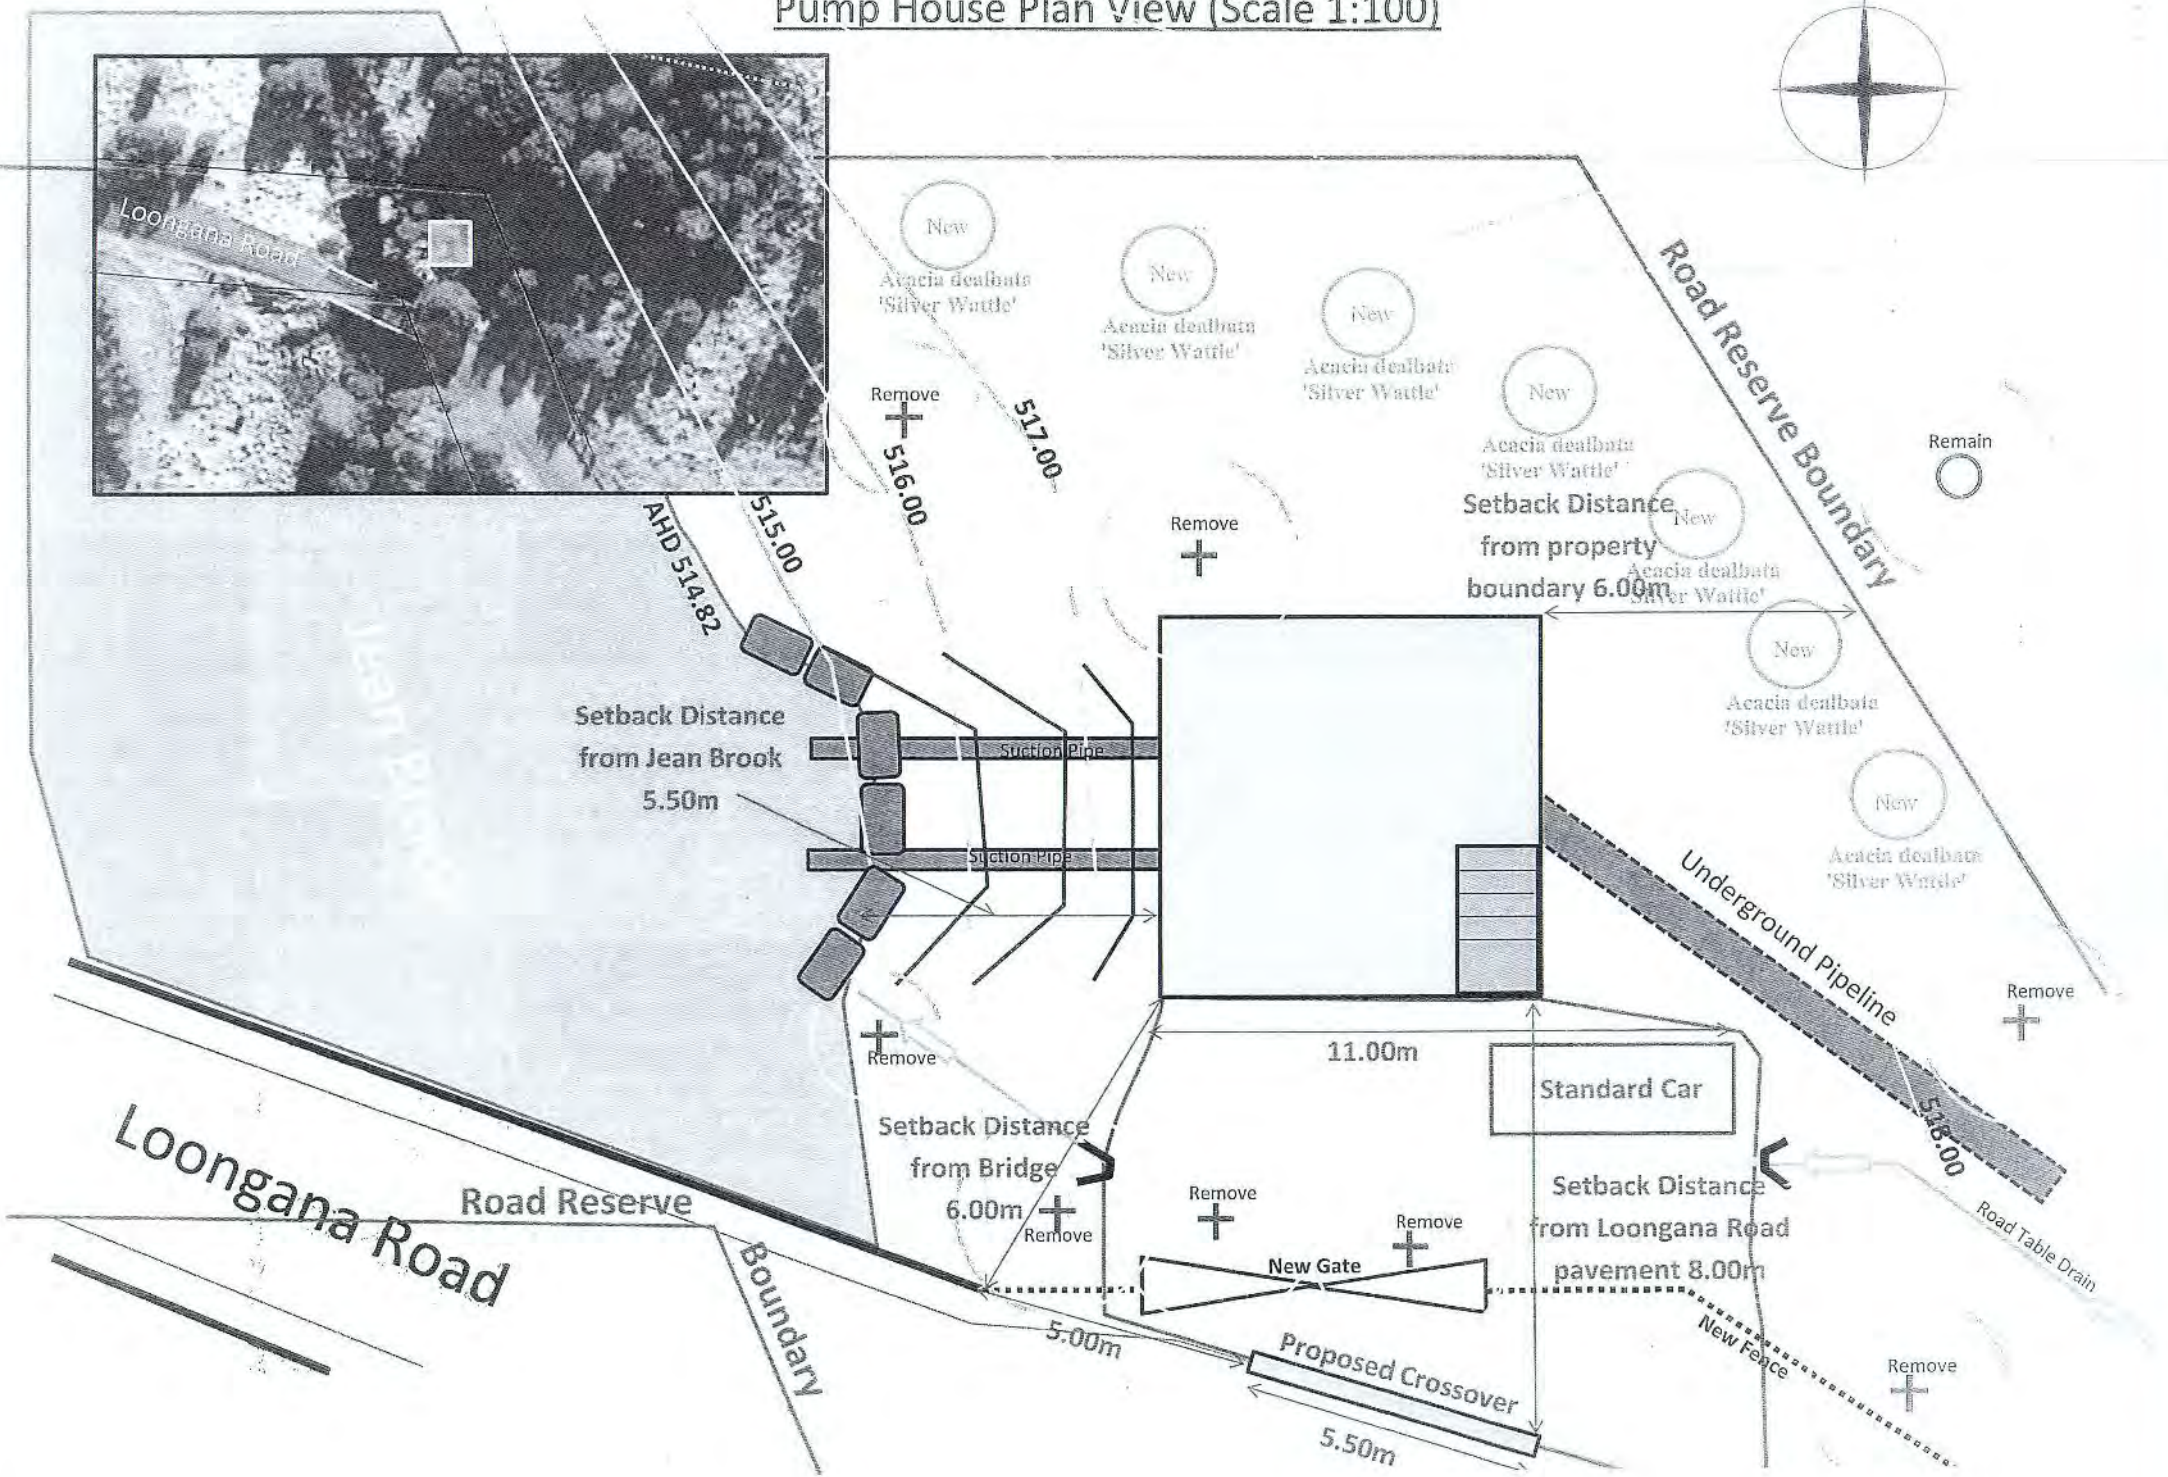 Pump House Plan View (Scale 1:100)
Loongana Road
New
Acacia dealbata
'Silver Wattle'
New
Acacia dealbata
'Silver Wattle'
New
Acacia dealbata
'Silver Wattle'
New
Acacia dealbata
'Silver Wattle'
Road Reserve Boundary
Remain
Remove
516.00
517.00
515.00
AHD 514.82
Remove
Setback Distance
from property
boundary 6.00m
New
Acacia dealbata
'Silver Wattle'
New
Acacia dealbata
'Silver Wattle'
New
Acacia dealbata
'Silver Wattle'
Jean Brook
Setback Distance
from Jean Brook
5.50m
Suction Pipe
Suction Pipe
Underground Pipeline
Remove
Remove
11.00m
Standard Car
518.00
Setback Distance
from Bridge
6.00m
Remove
Remove
Remove
New Gate
Setback Distance
from Loongana Road
pavement 8.00m
Road Table Drain
New Fence
Remove
Loongana Road
Road Reserve
Boundary
5.00m
Proposed Crossover
5.50m